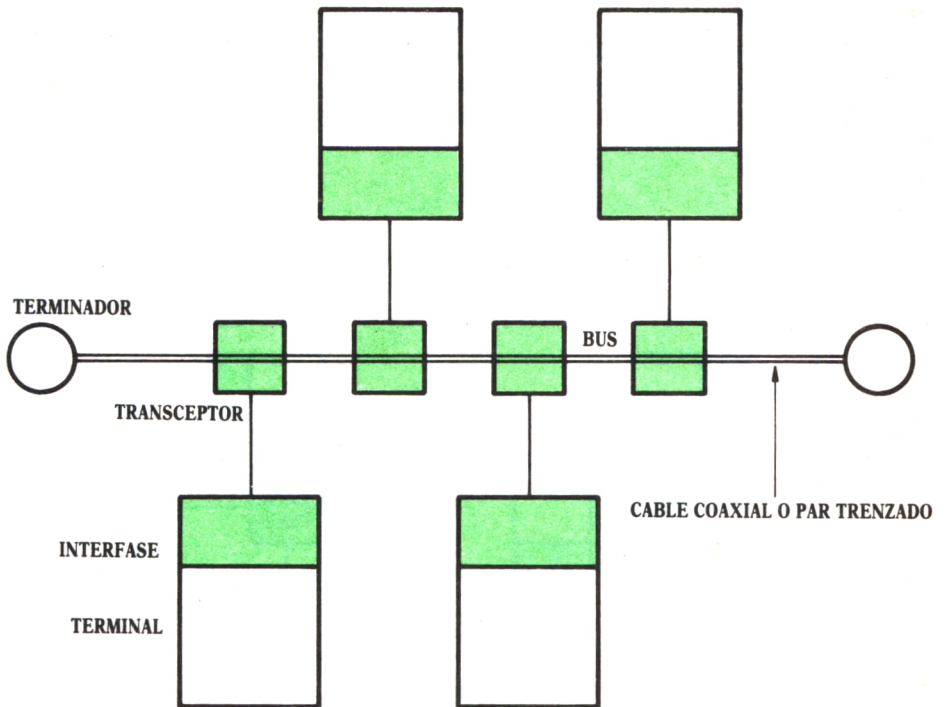 TERMINADOR
BUS
TRANSCEPTOR
CABLE COAXIAL O PAR TRENZADO
INTERFASE
TERMINAL